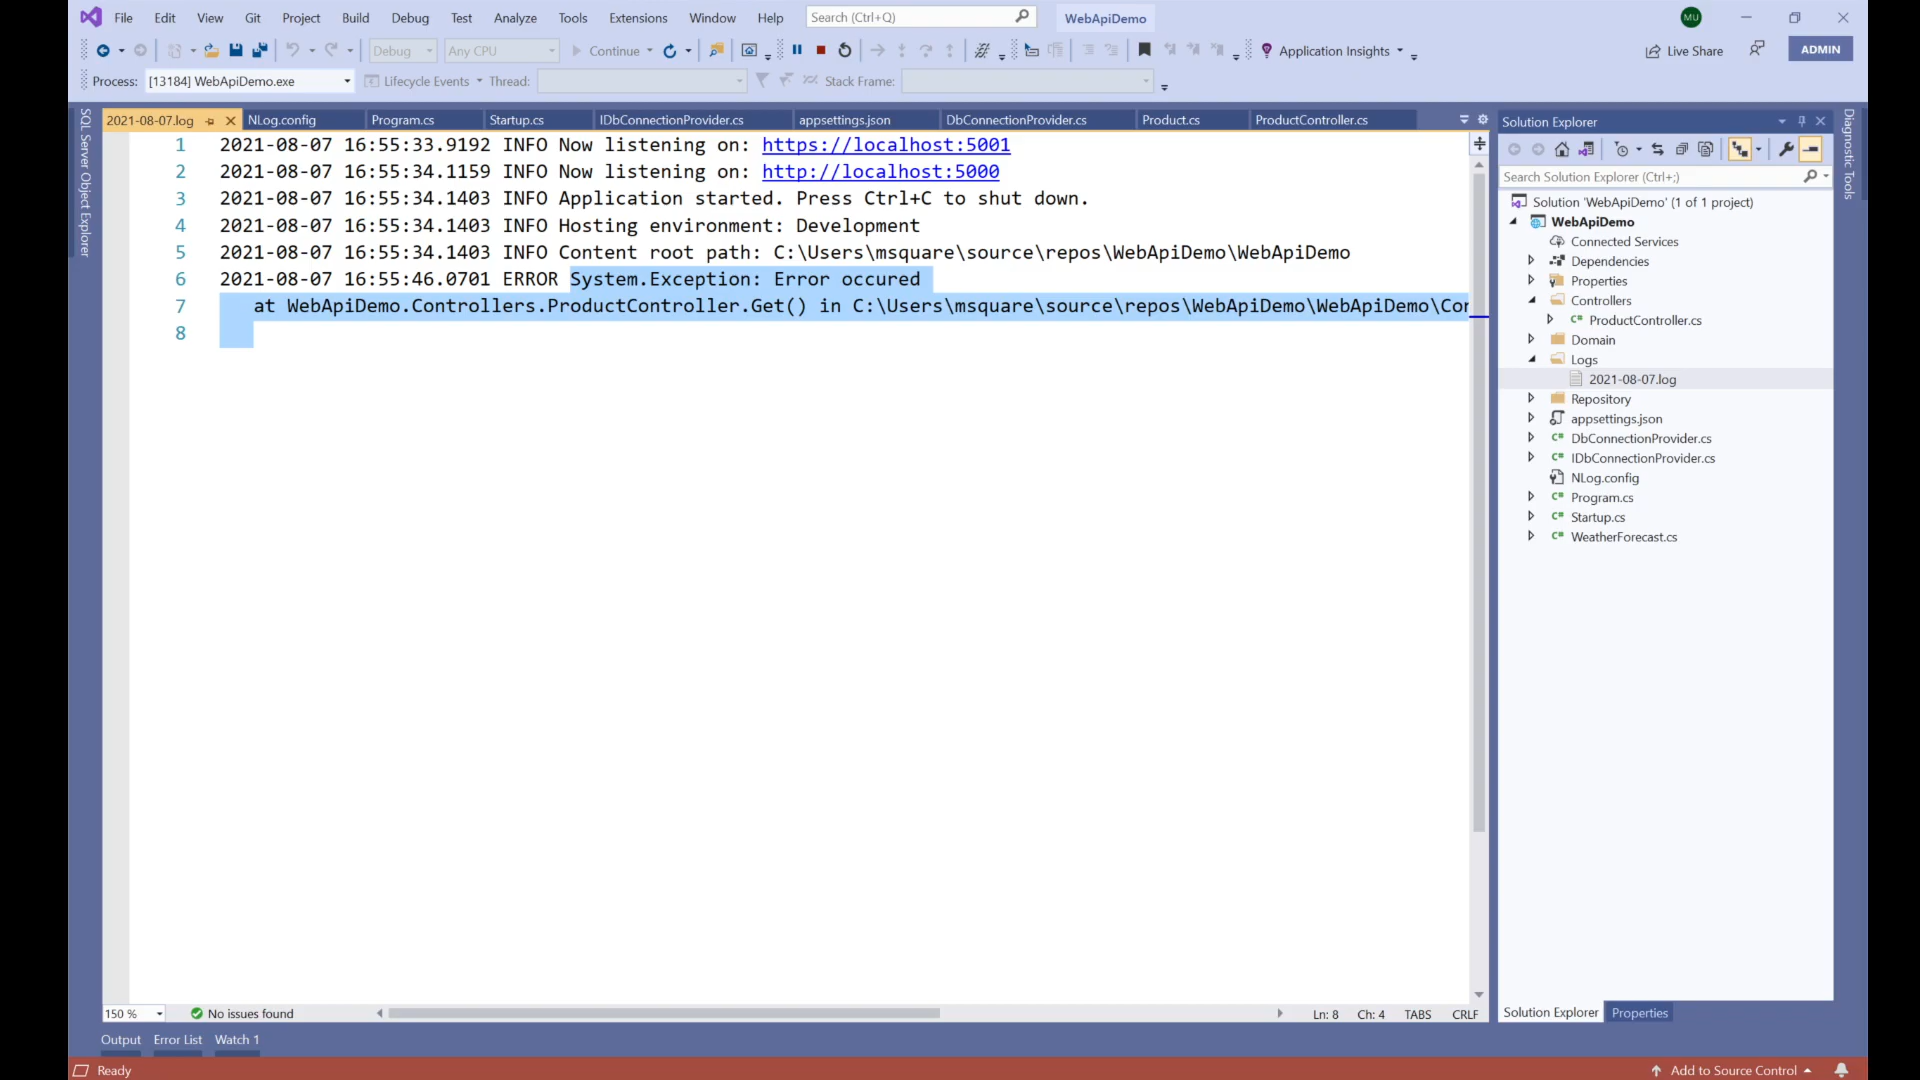 File Edit View Git Project Build Debug Test Analyze Tools Extensions Window Help Search (Ctrl+Q) WebApiDemo MU
Debug Any CPU Continue Application Insights Live Share ADMIN
Process: [13184] WebApiDemo.exe Lifecycle Events Thread: Stack Frame:
SQL Server Object Explorer
2021-08-07.log NLog.config Program.cs Startup.cs IDbConnectionProvider.cs appsettings.json DbConnectionProvider.cs Product.cs ProductController.cs
1 2021-08-07 16:55:33.9192 INFO Now listening on: https://localhost:5001
2 2021-08-07 16:55:34.1159 INFO Now listening on: http://localhost:5000
3 2021-08-07 16:55:34.1403 INFO Application started. Press Ctrl+C to shut down.
4 2021-08-07 16:55:34.1403 INFO Hosting environment: Development
5 2021-08-07 16:55:34.1403 INFO Content root path: C:\Users\msquare\source\repos\WebApiDemo\WebApiDemo
6 2021-08-07 16:55:46.0701 ERROR System.Exception: Error occured
7 at WebApiDemo.Controllers.ProductController.Get() in C:\Users\msquare\source\repos\WebApiDemo\WebApiDemo\Con
8
150 % No issues found Ln: 8 Ch: 4 TABS CRLF
Solution Explorer
Search Solution Explorer (Ctrl+;)
Solution 'WebApiDemo' (1 of 1 project)
WebApiDemo
Connected Services
Dependencies
Properties
Controllers
C# ProductController.cs
Domain
Logs
2021-08-07.log
Repository
appsettings.json
C# DbConnectionProvider.cs
C# IDbConnectionProvider.cs
NLog.config
C# Program.cs
C# Startup.cs
C# WeatherForecast.cs
Solution Explorer Properties
Diagnostic Tools
Output Error List Watch 1
Ready Add to Source Control